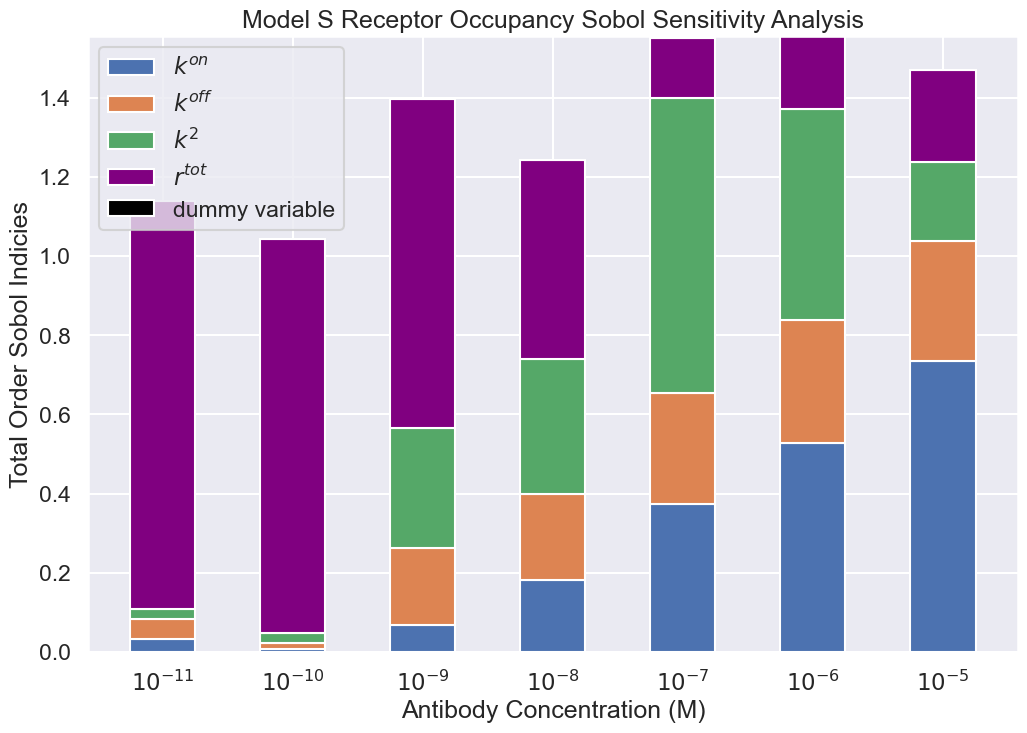 Model S Receptor Occupancy Sobol Sensitivity Analysis
k^{on}
k^{off}
k^{2}
r^{tot}
dummy variable
Total Order Sobol Indicies
1.4
1.2
1.0
0.8
0.6
0.4
0.2
0.0
10^{-11} 10^{-10} 10^{-9} 10^{-8} 10^{-7} 10^{-6} 10^{-5}
Antibody Concentration (M)